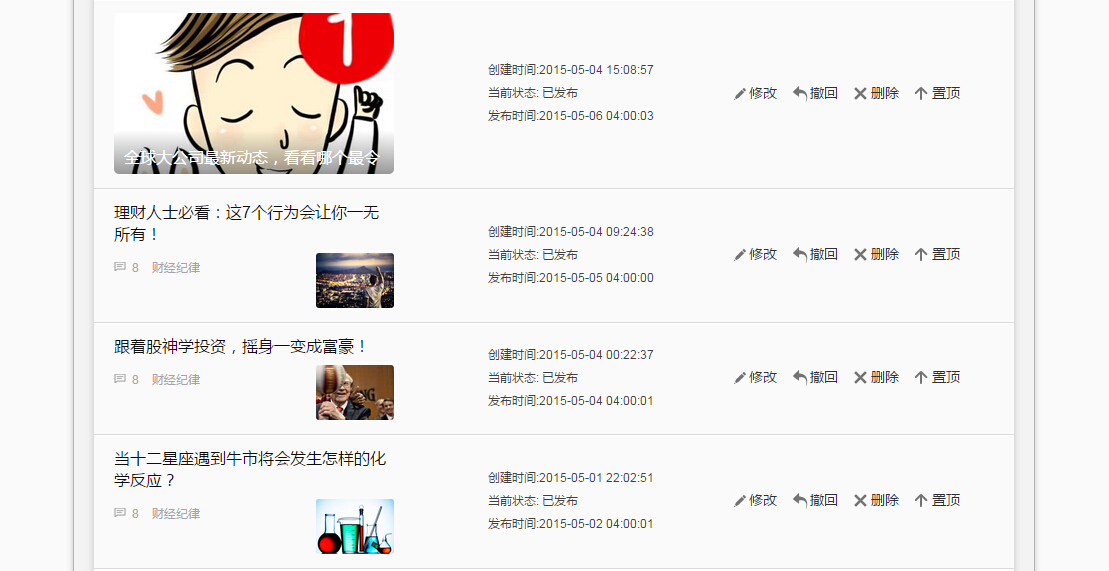 1
全球大公司最新动态，看看哪个最令
创建时间:2015-05-04 15:08:57
当前状态: 已发布
发布时间:2015-05-06 04:00:03
修改 撤回 删除 置顶
理财人士必看：这7个行为会让你一无
所有！
8 财经纪律
创建时间:2015-05-04 09:24:38
当前状态: 已发布
发布时间:2015-05-05 04:00:00
修改 撤回 删除 置顶
跟着股神学投资，摇身一变成富豪！
8 财经纪律
创建时间:2015-05-04 00:22:37
当前状态: 已发布
发布时间:2015-05-04 04:00:01
修改 撤回 删除 置顶
当十二星座遇到牛市将会发生怎样的化
学反应？
8 财经纪律
创建时间:2015-05-01 22:02:51
当前状态: 已发布
发布时间:2015-05-02 04:00:01
修改 撤回 删除 置顶